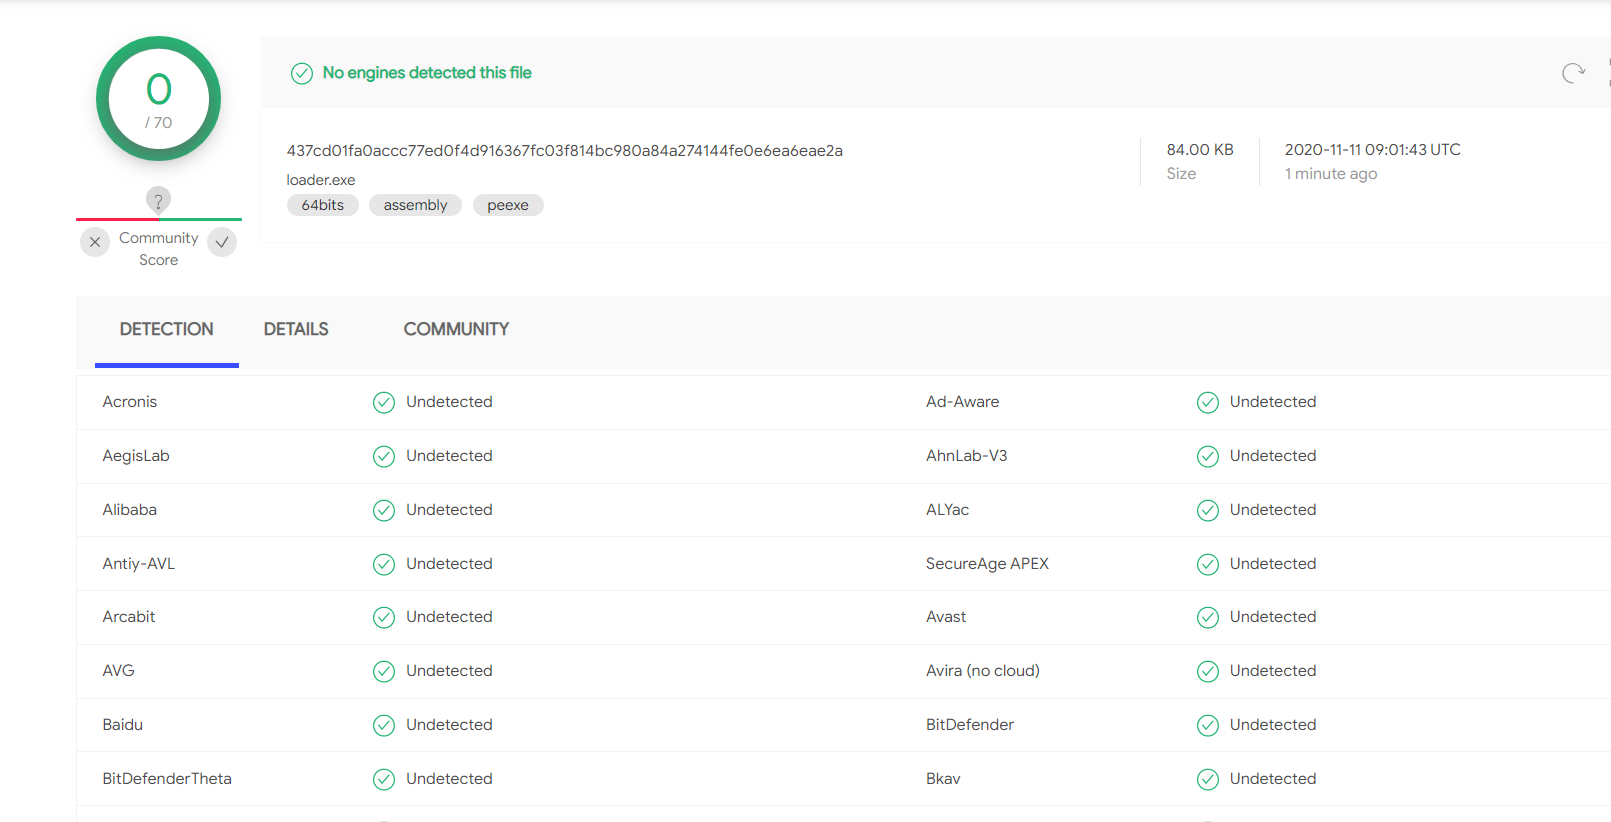 0
/ 70
?
Community
Score
No engines detected this file
437cd01fa0accc77ed0f4d916367fc03f814bc980a84a274144fe0e6ea6eae2a
loader.exe
64bits assembly peexe
84.00 KB
Size
2020-11-11 09:01:43 UTC
1 minute ago
DETECTION DETAILS COMMUNITY
Acronis Undetected Ad-Aware Undetected
AegisLab Undetected AhnLab-V3 Undetected
Alibaba Undetected ALYac Undetected
Antiy-AVL Undetected SecureAge APEX Undetected
Arcabit Undetected Avast Undetected
AVG Undetected Avira (no cloud) Undetected
Baidu Undetected BitDefender Undetected
BitDefenderTheta Undetected Bkav Undetected